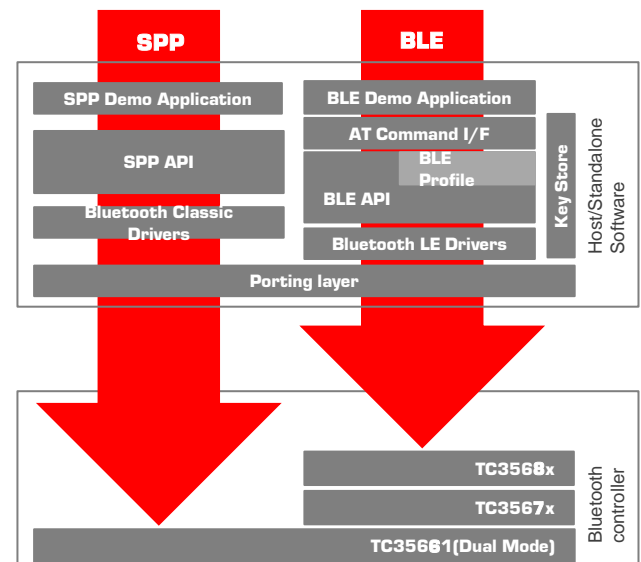 SPP
BLE
SPP Demo Application
BLE Demo Application
AT Command I/F
SPP API
BLE
Profile
BLE API
Key Store
Host/Standalone
Software
Bluetooth Classic
Drivers
Bluetooth LE Drivers
Porting layer
TC3568x
TC3567x
TC35661(Dual Mode)
Bluetooth
controller